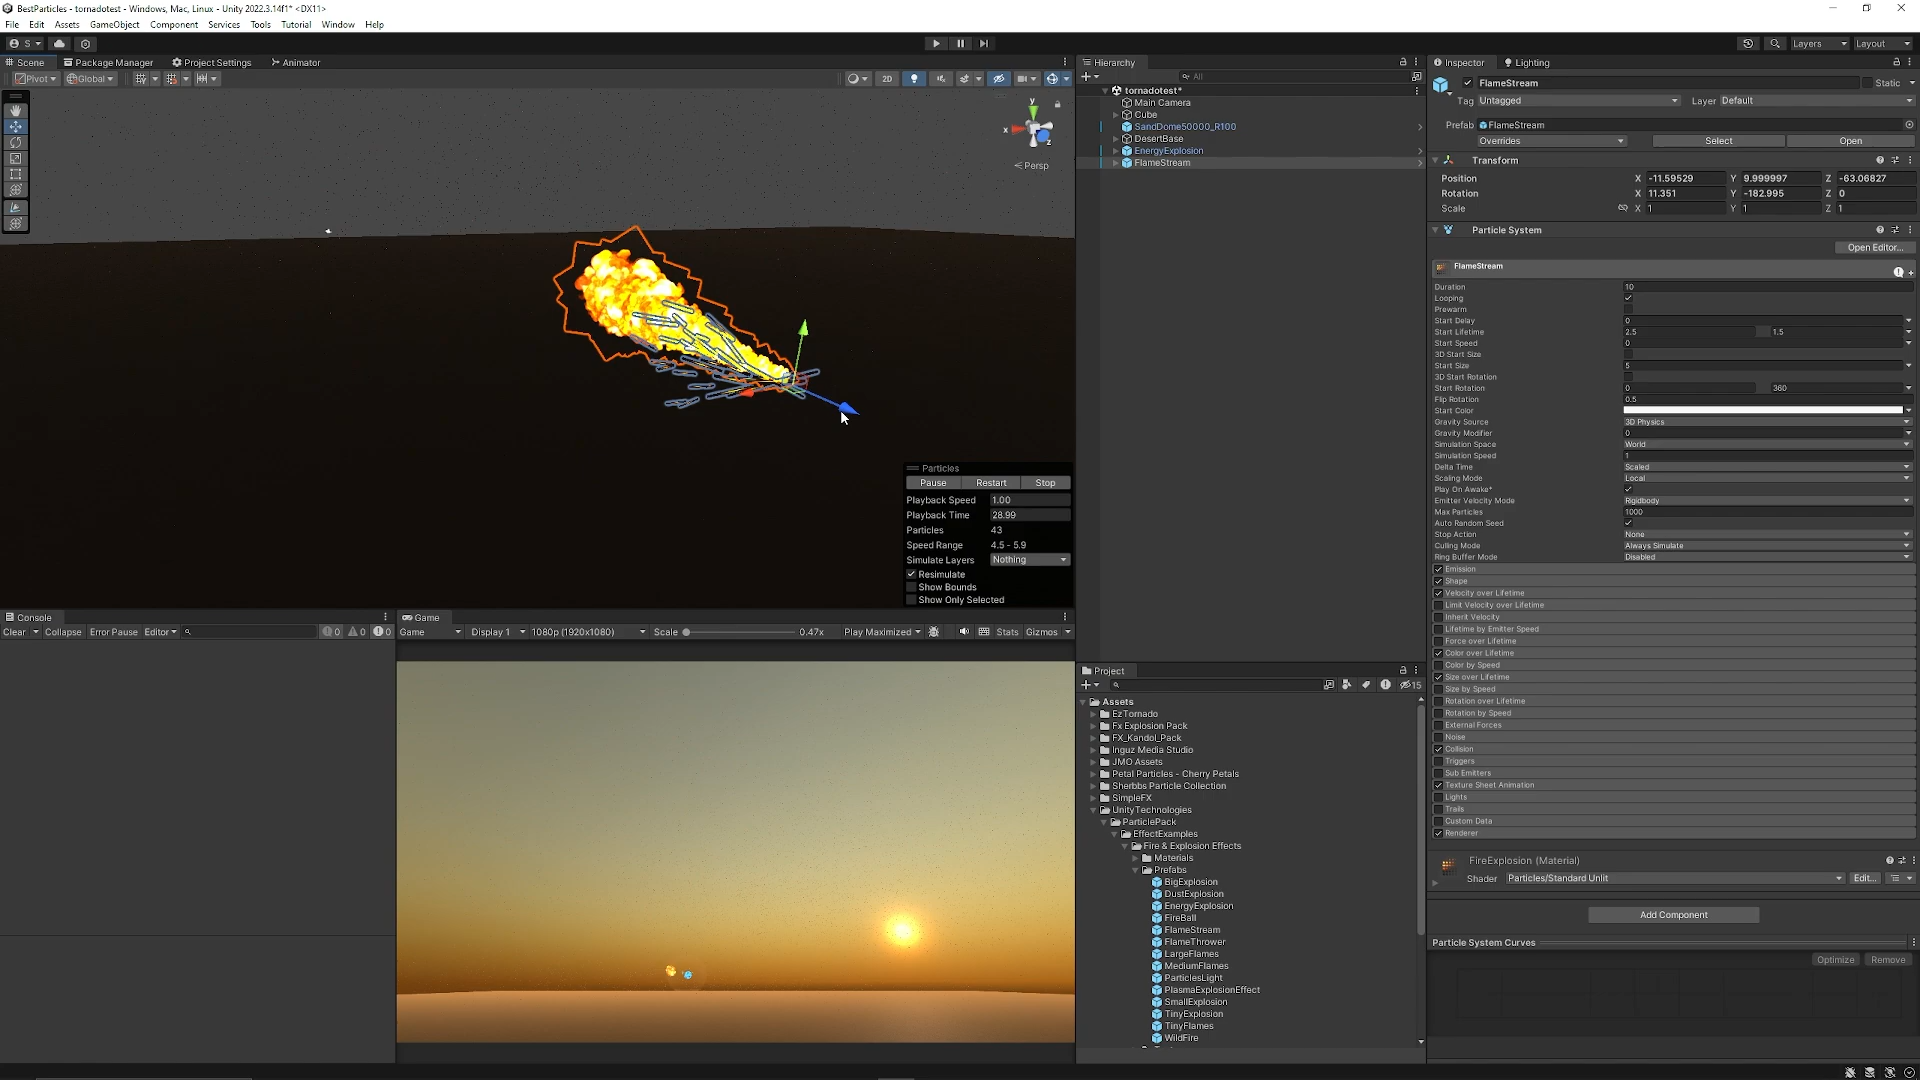 BestParticles - tornadotest - Windows, Mac, Linux - Unity 2022.3.14f1* <DX11>
File Edit Assets GameObject Component Services Tools Tutorial Window Help
S
Layers Layout
Scene Package Manager Project Settings Animator
Pivot Global 2D
y x z
Persp
Particles
Pause Restart Stop
Playback Speed 1.00
Playback Time 28.99
Particles 43
Speed Range 4.5 - 5.9
Simulate Layers Nothing
Resimulate
Show Bounds
Show Only Selected
Console
Clear Collapse Error Pause Editor 0 0 0
Game
Game Display 1 1080p (1920x1080) Scale 0.47x Play Maximized Stats Gizmos
Hierarchy
All
tornadotest*
Main Camera
Cube
SandDome50000_R100
DesertBase
EnergyExplosion
FlameStream
Project
15
Assets
EzTornado
Fx Explosion Pack
FX_Kandol_Pack
Inguz Media Studio
JMO Assets
Petal Particles - Cherry Petals
Sherbbs Particle Collection
SimpleFX
UnityTechnologies
ParticlePack
EffectExamples
Fire & Explosion Effects
Materials
Prefabs
BigExplosion
DustExplosion
EnergyExplosion
FireBall
FlameStream
FlameThrower
LargeFlames
MediumFlames
ParticlesLight
PlasmaExplosionEffect
SmallExplosion
TinyExplosion
TinyFlames
WildFire
Inspector Lighting
FlameStream Static
Tag Untagged Layer Default
Prefab FlameStream
Overrides Select Open
Transform
Position X -11.59529 Y 9.999997 Z -63.06827
Rotation X 11.351 Y -182.995 Z 0
Scale X 1 Y 1 Z 1
Particle System
Open Editor...
FlameStream
Duration 10
Looping
Prewarm
Start Delay 0
Start Lifetime 2.5 1.5
Start Speed 0
3D Start Size
Start Size 5
3D Start Rotation
Start Rotation 0 360
Flip Rotation 0.5
Start Color
Gravity Source 3D Physics
Gravity Modifier 0
Simulation Space World
Simulation Speed 1
Delta Time Scaled
Scaling Mode Local
Play On Awake*
Emitter Velocity Mode Rigidbody
Max Particles 1000
Auto Random Seed
Stop Action None
Culling Mode Always Simulate
Ring Buffer Mode Disabled
Emission
Shape
Velocity over Lifetime
Limit Velocity over Lifetime
Inherit Velocity
Lifetime by Emitter Speed
Force over Lifetime
Color over Lifetime
Color by Speed
Size over Lifetime
Size by Speed
Rotation over Lifetime
Rotation by Speed
External Forces
Noise
Collision
Triggers
Sub Emitters
Texture Sheet Animation
Lights
Trails
Custom Data
Renderer
FireExplosion (Material)
Shader Particles/Standard Unlit Edit...
Add Component
Particle System Curves
Optimize Remove